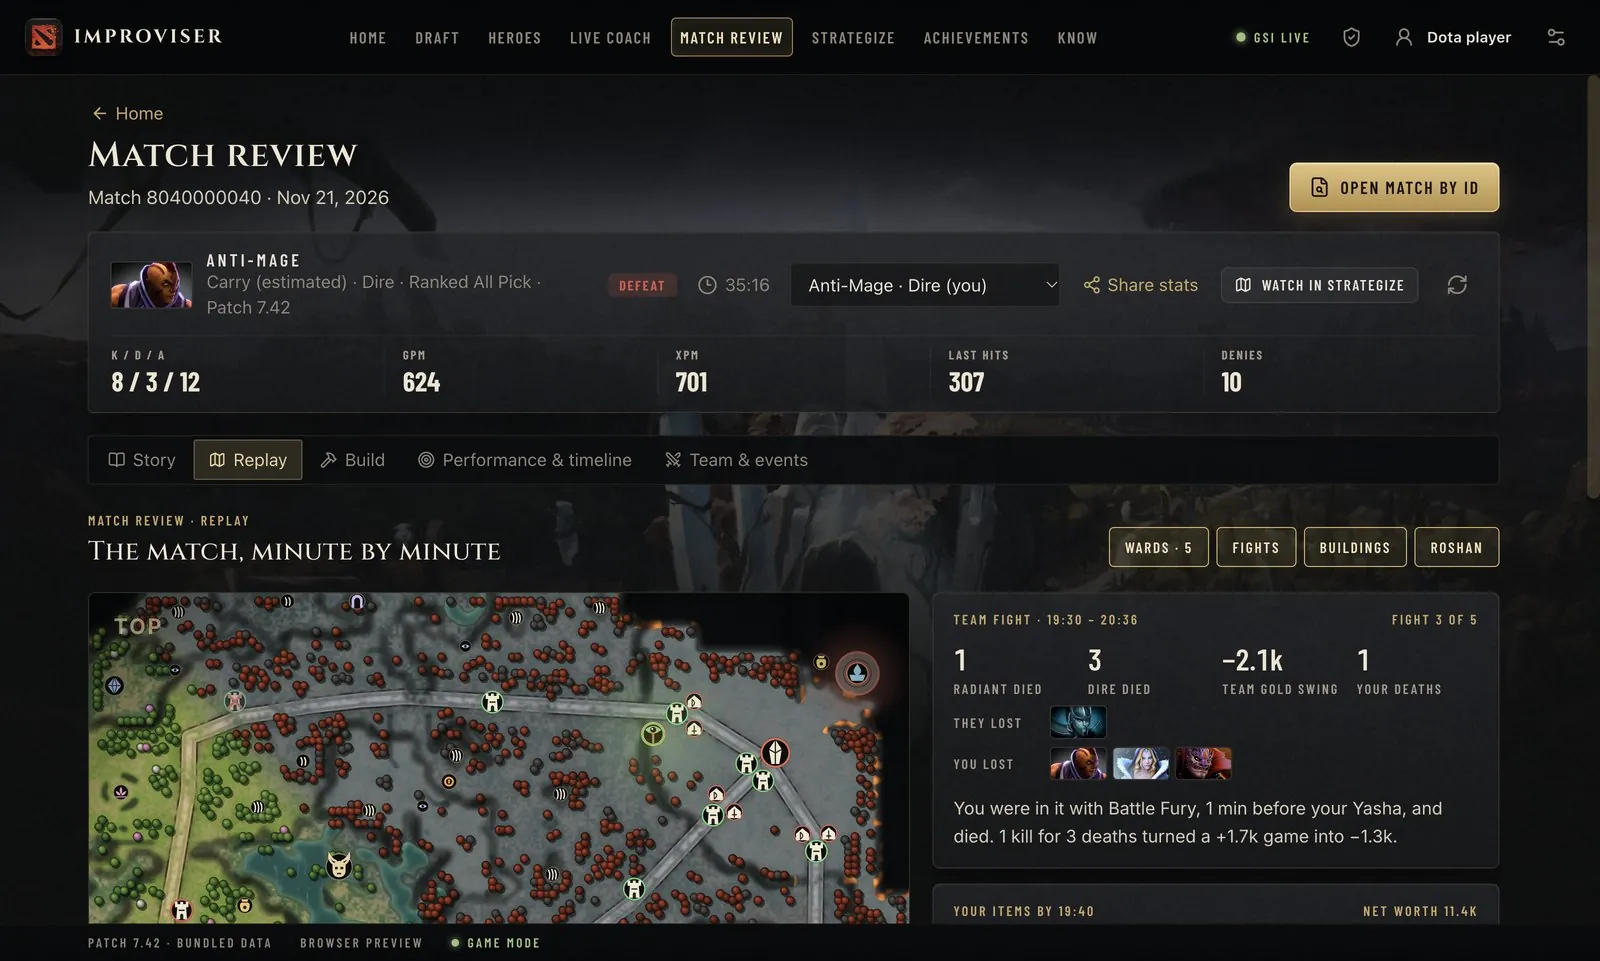 IMPROVISER
HOME
DRAFT
HEROES
LIVE COACH
MATCH REVIEW
STRATEGIZE
ACHIEVEMENTS
KNOW
GSI LIVE
Dota player
← Home
MATCH REVIEW
Match 8040000040 · Nov 21, 2026
OPEN MATCH BY ID
ANTI-MAGE
Carry (estimated) · Dire · Ranked All Pick ·
Patch 7.42
DEFEAT
35:16
Anti-Mage · Dire (you)
Share stats
WATCH IN STRATEGIZE
K / D / A
8 / 3 / 12
GPM
624
XPM
701
LAST HITS
307
DENIES
10
Story
Replay
Build
Performance & timeline
Team & events
MATCH REVIEW · REPLAY
THE MATCH, MINUTE BY MINUTE
WARDS · 5
FIGHTS
BUILDINGS
ROSHAN
TOP
TEAM FIGHT · 19:30 – 20:36
FIGHT 3 OF 5
1
RADIANT DIED
3
DIRE DIED
−2.1k
TEAM GOLD SWING
1
YOUR DEATHS
THEY LOST
YOU LOST
You were in it with Battle Fury, 1 min before your Yasha, and
died. 1 kill for 3 deaths turned a +1.7k game into −1.3k.
YOUR ITEMS BY 19:40
NET WORTH 11.4K
PATCH 7.42 · BUNDLED DATA
BROWSER PREVIEW
GAME MODE